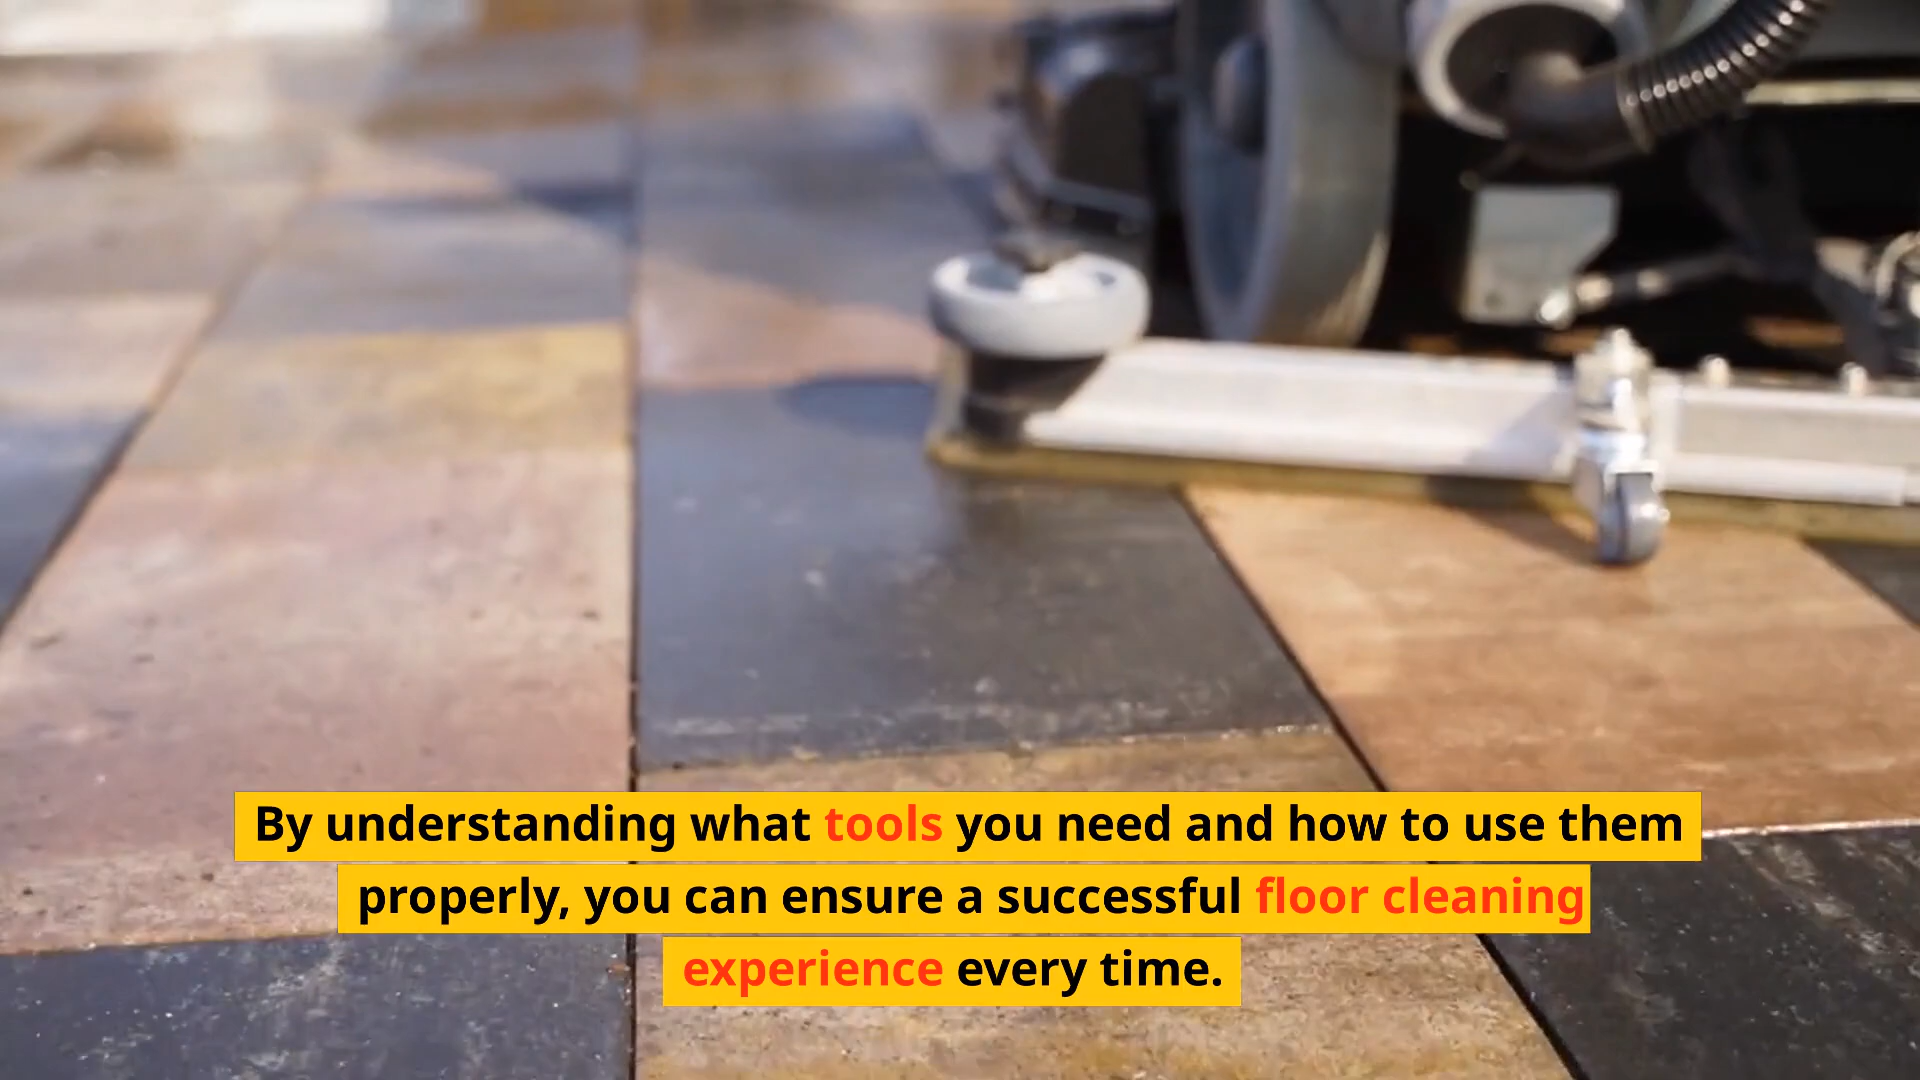 By understanding what tools you need and how to use them
properly, you can ensure a successful floor cleaning
experience every time.